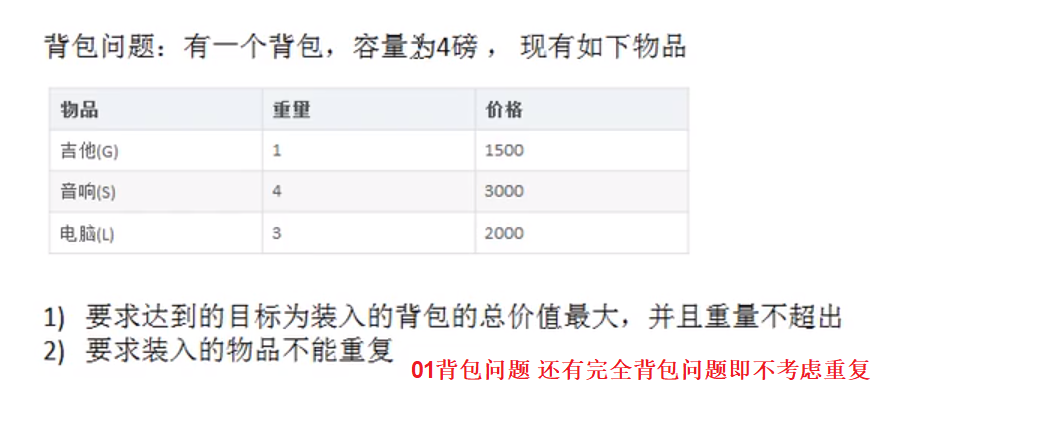 背包问题：有一个背包，容量为4磅 ， 现有如下物品
物品 重量 价格
吉他(G) 1 1500
音响(S) 4 3000
电脑(L) 3 2000
1) 要求达到的目标为装入的背包的总价值最大，并且重量不超出
2) 要求装入的物品不能重复
01背包问题 还有完全背包问题即不考虑重复